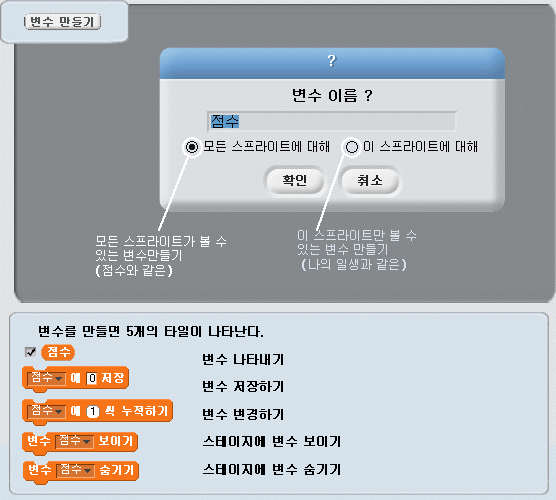 변수 만들기
?
변수 이름 ?
점수
모든 스프라이트에 대해 이 스프라이트에 대해
확인 취소
모든 스프라이트가 볼 수
있는 변수만들기
(점수와 같은)
이 스프라이트만 볼 수
있는 변수 만들기
(나의 일생과 같은)
변수를 만들면 5개의 타일이 나타난다.
점수 변수 나타내기
점수 에 0 저장 변수 저장하기
점수 에 1 씩 누적하기 변수 변경하기
변수 점수 보이기 스테이지에 변수 보이기
변수 점수 숨기기 스테이지에 변수 숨기기